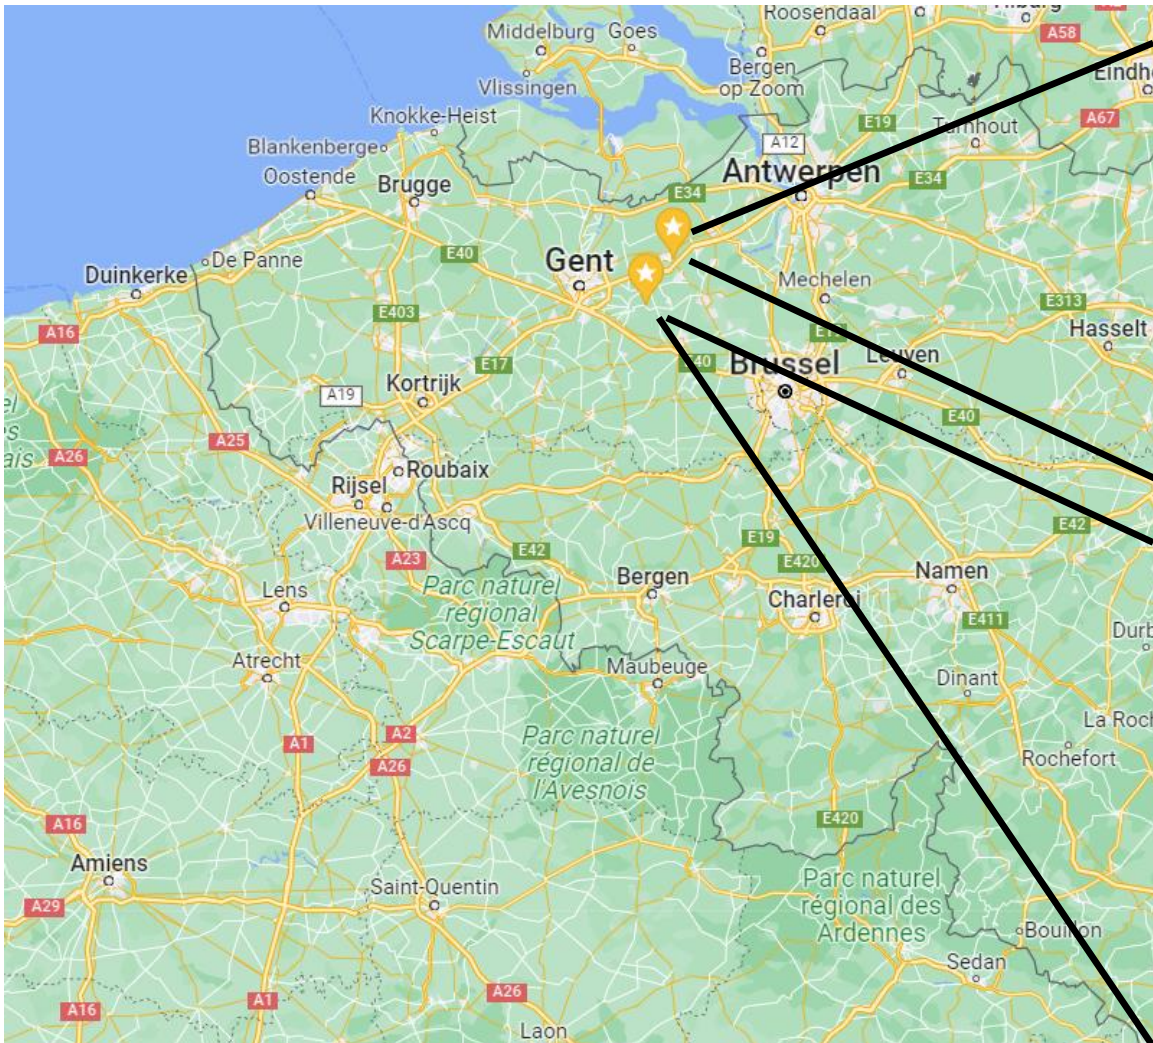 Roosendaal
Tilburg
A58
Middelburg
Goes
Bergen
op Zoom
Eindh
Vlissingen
Knokke-Heist
E19
Turnhout
A67
Blankenberge
A12
Oostende
Brugge
Antwerpen
E34
E34
E40
Gent
De Panne
Duinkerke
Mechelen
E313
E403
A16
Hasselt
E17
E40
Brussel
Leuven
Kortrijk
A19
E40
A25
A26
Roubaix
Rijsel
Villeneuve-d'Ascq
E42
E19
E42
A23
E420
Parc naturel
régional
Scarpe-Escaut
Bergen
Namen
Lens
Charleroi
E411
Durb
Atrecht
Maubeuge
Dinant
A1
A2
A26
Parc naturel
régional de
l'Avesnois
La Roch
Rochefort
A16
E420
Amiens
Saint-Quentin
A29
Parc naturel
régional des
Ardennes
Bouillon
Sedan
A16
A1
A26
Laon